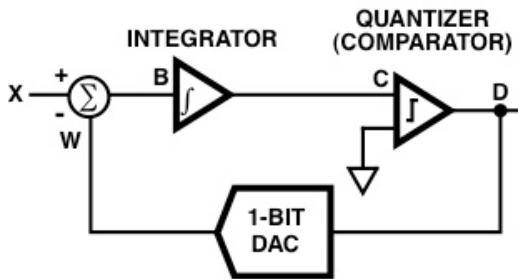 QUANTIZER
INTEGRATOR (COMPARATOR)
X + Σ B ∫ C D
- W
1-BIT
DAC